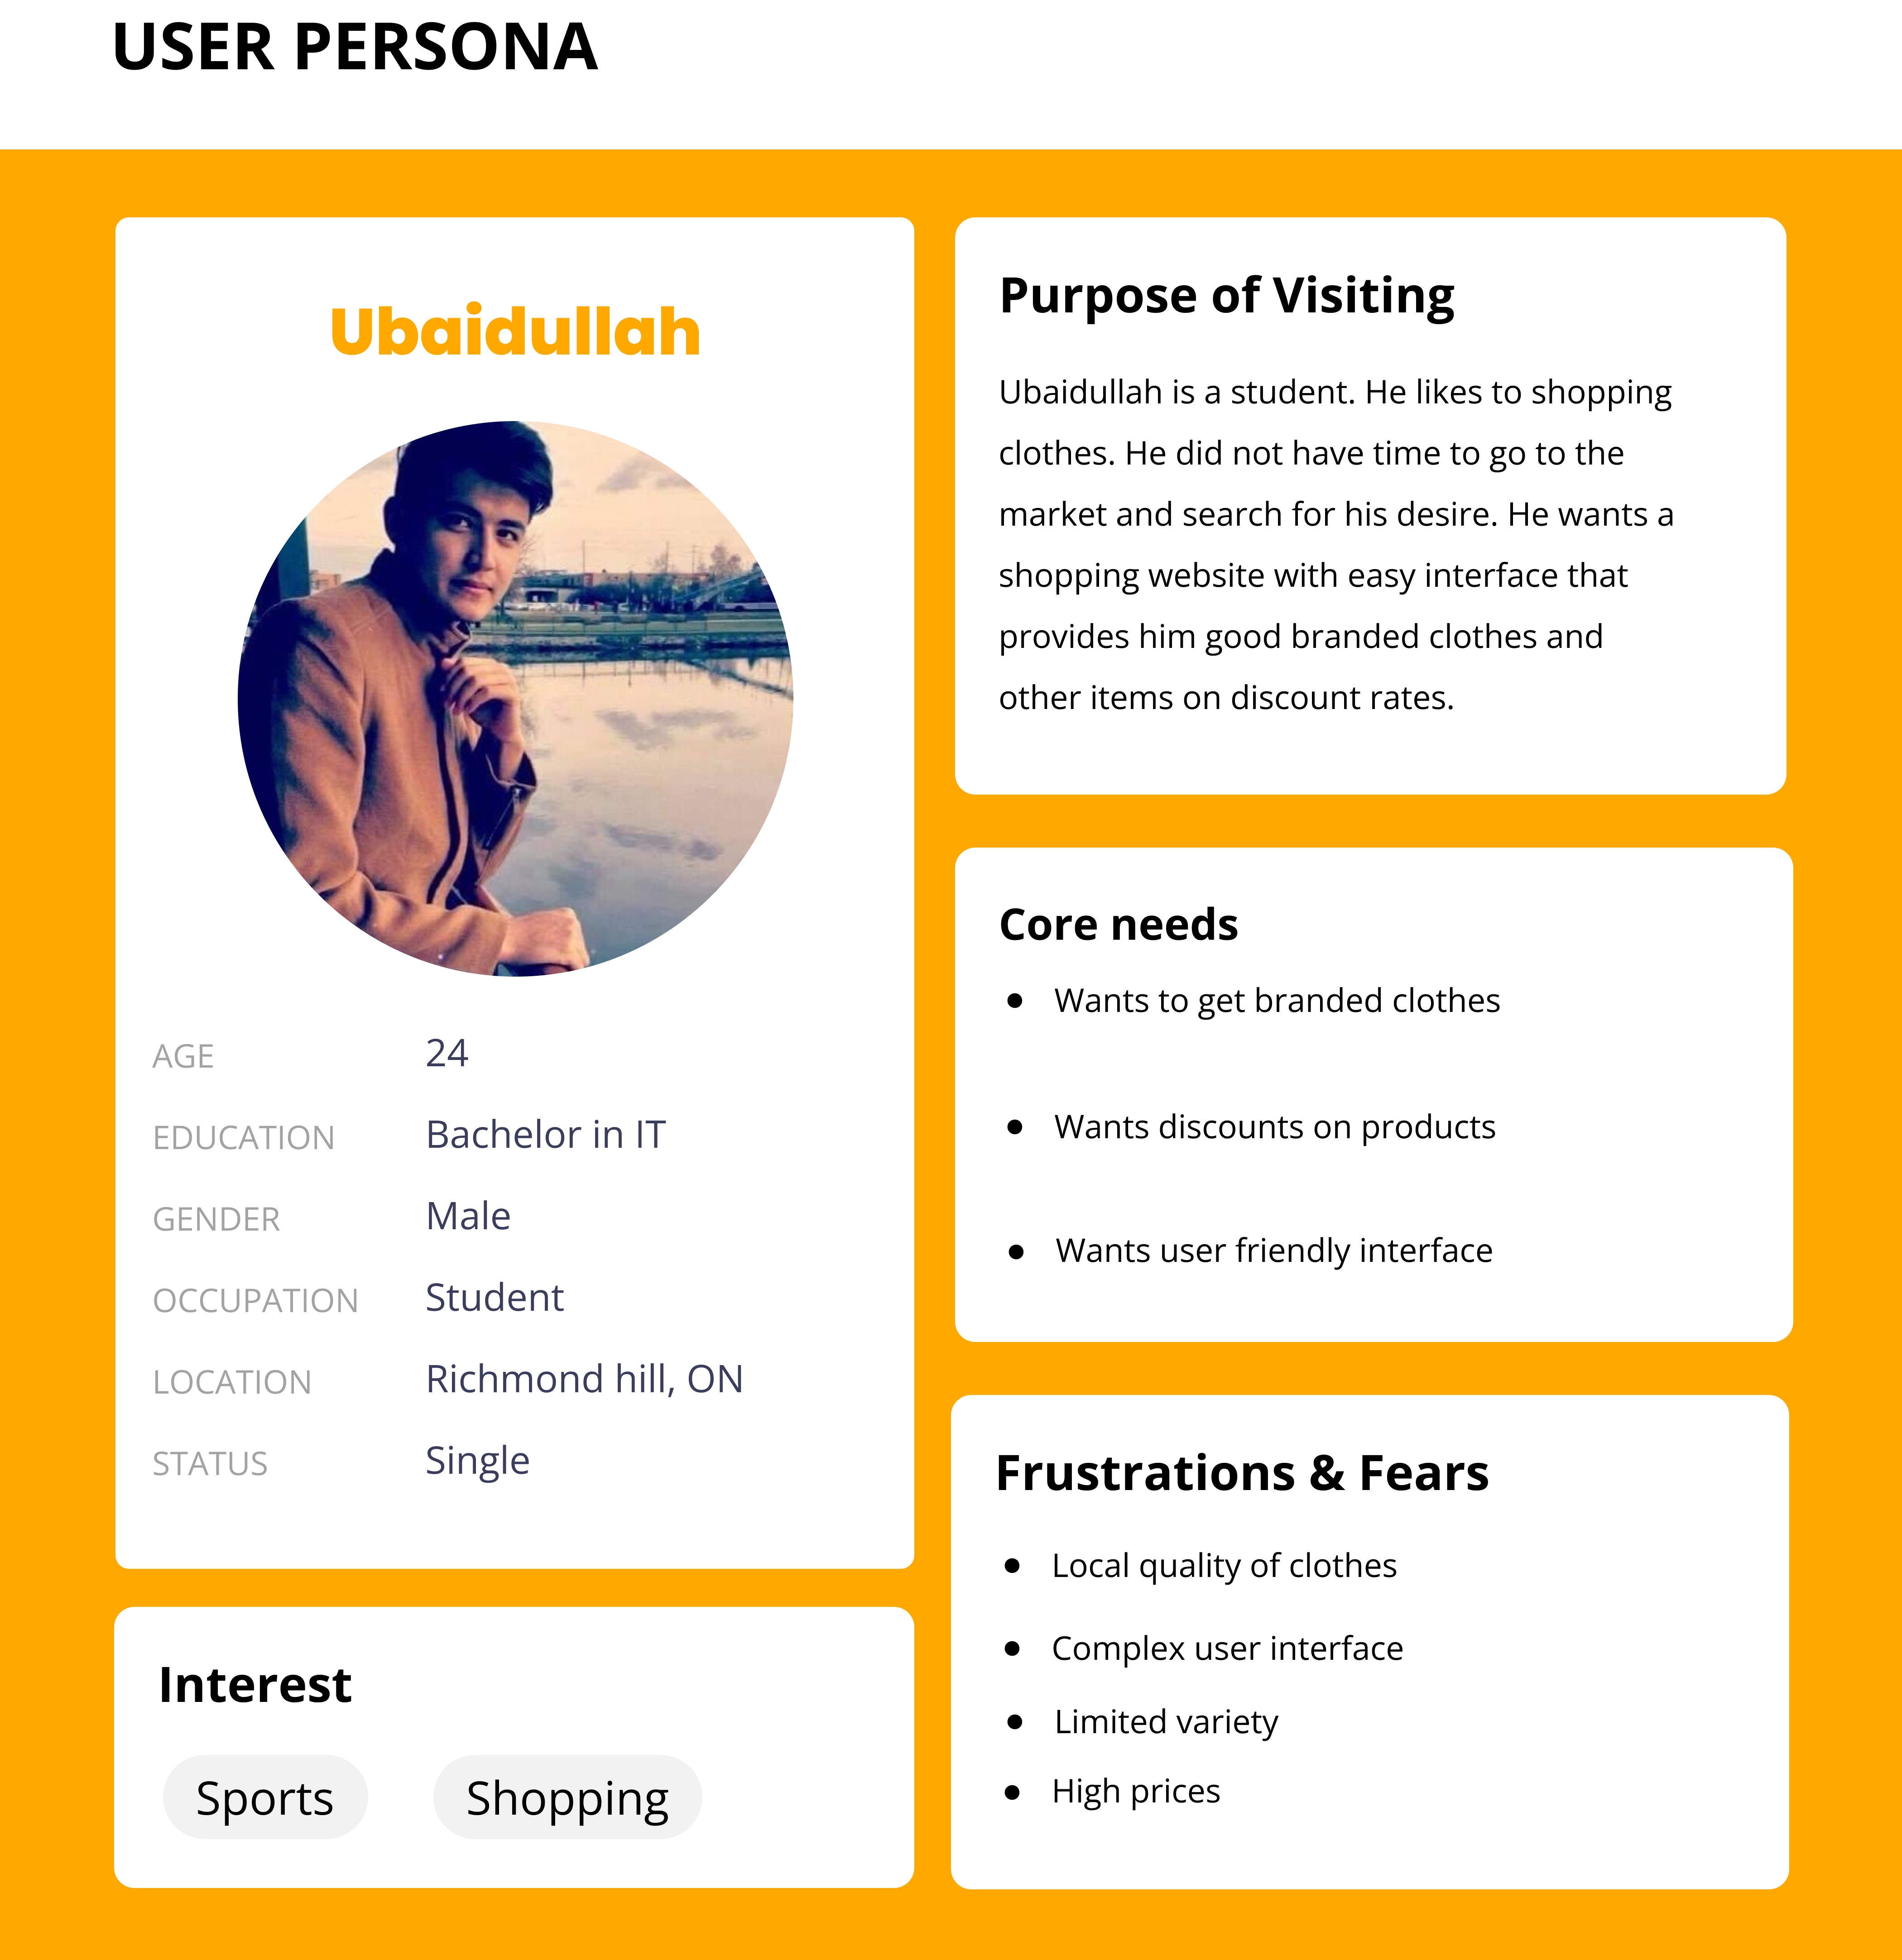 USER PERSONA
Ubaidullah
AGE 24
EDUCATION Bachelor in IT
GENDER Male
OCCUPATION Student
LOCATION Richmond hill, ON
STATUS Single
Interest
Sports Shopping
Purpose of Visiting
Ubaidullah is a student. He likes to shopping
clothes. He did not have time to go to the
market and search for his desire. He wants a
shopping website with easy interface that
provides him good branded clothes and
other items on discount rates.
Core needs
● Wants to get branded clothes
● Wants discounts on products
● Wants user friendly interface
Frustrations & Fears
● Local quality of clothes
● Complex user interface
● Limited variety
● High prices